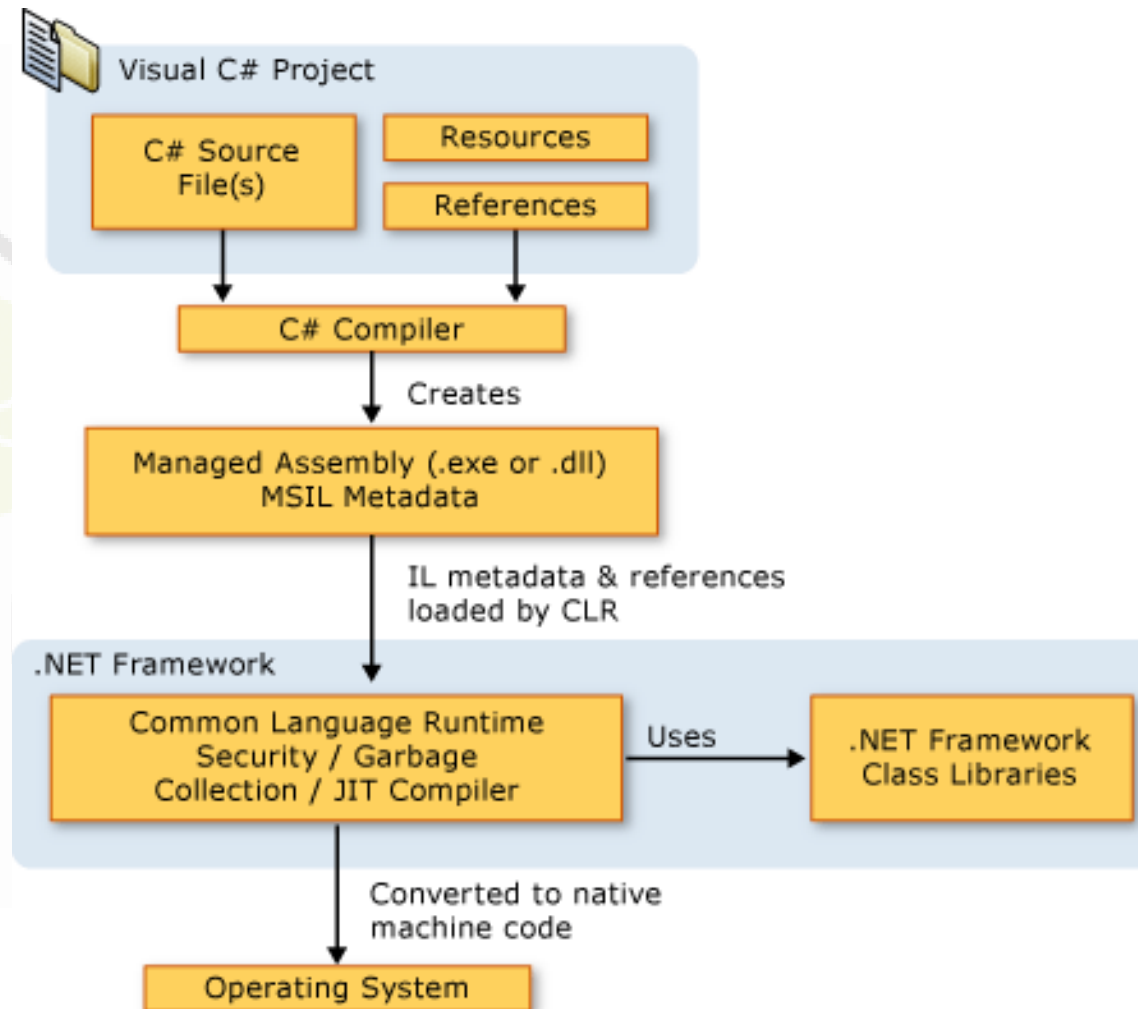 Visual C# Project
C# Source
File(s)
Resources
References
C# Compiler
Creates
Managed Assembly (.exe or .dll)
MSIL Metadata
IL metadata & references
loaded by CLR
.NET Framework
Common Language Runtime
Security / Garbage
Collection / JIT Compiler
Uses
.NET Framework
Class Libraries
Converted to native
machine code
Operating System